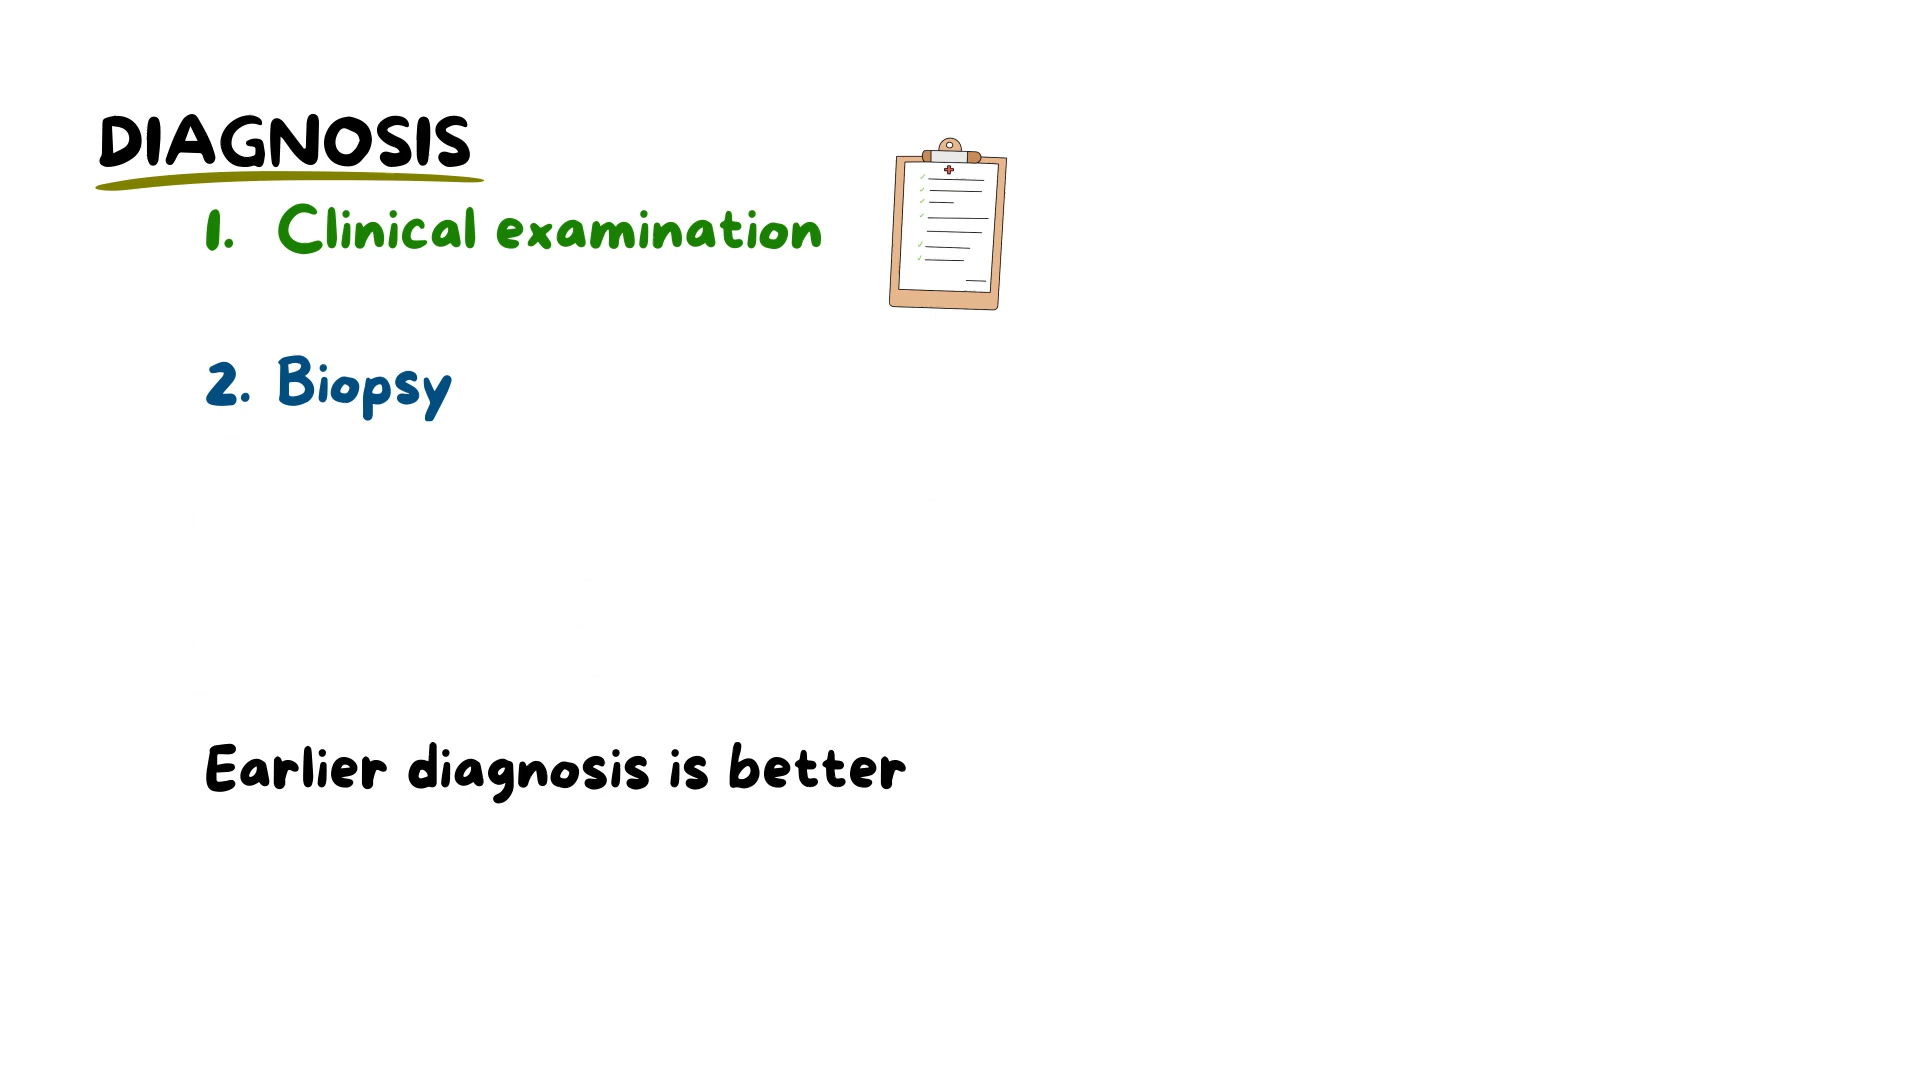 DIAGNOSIS
1. Clinical examination
2. Biopsy
Earlier diagnosis is better